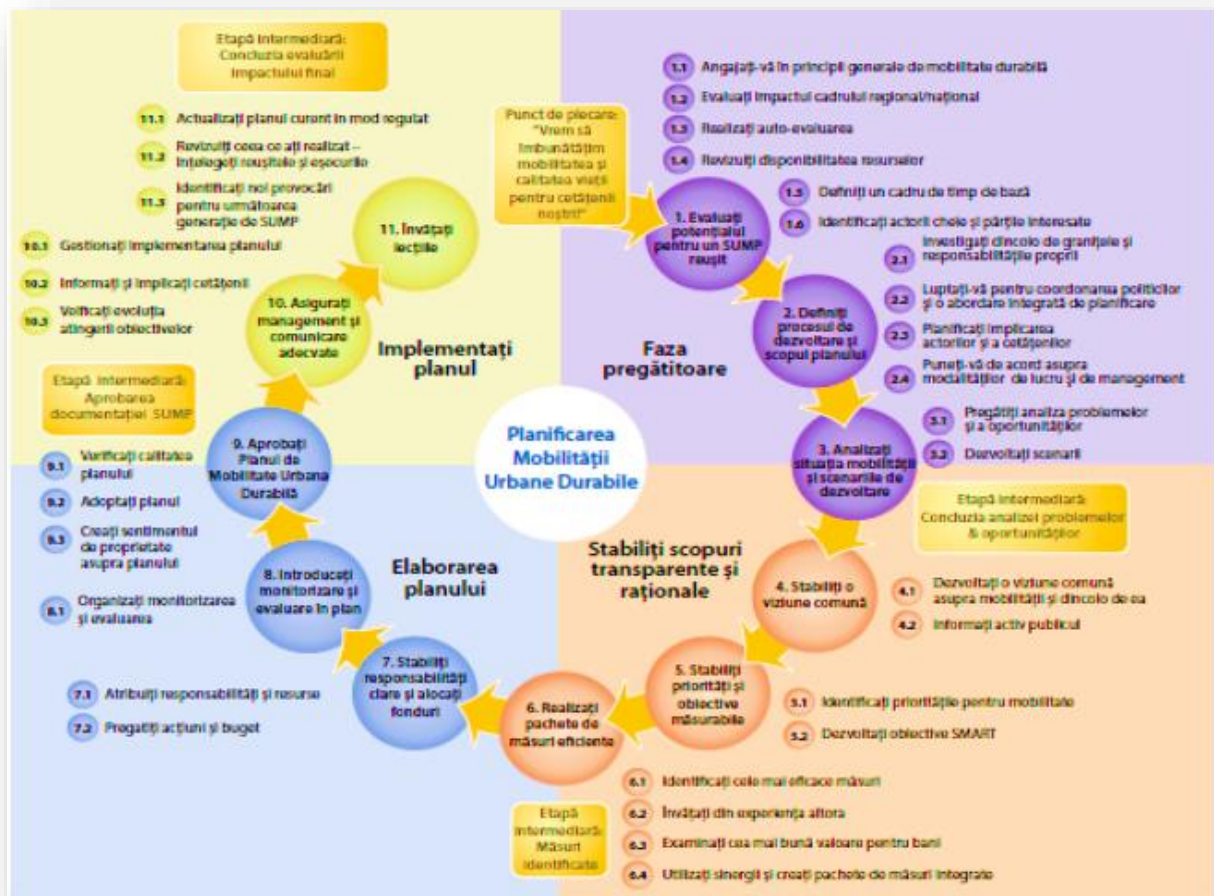 Etapă intermediară:
Concluzia evaluării
impactului final
11.1 Actualizați planul curent în mod regulat
11.2 Revizuiți ceea ce ați realizat –
înțelegeți reușitele și eșecurile
11.3 Identificați noi provocări
pentru următoarea
generație de SUMP
10.1 Gestionați implementarea planului
10.2 Informați și implicați cetățenii
10.3 Verificați evoluția
atingerii obiectivelor
11. Învățați
lecțiile
10. Asigurați
management și
comunicare
adecvate
Implementați
planul
Punct de plecare:
"Vrem să
îmbunătățim
mobilitatea și
calitatea vieții
pentru cetățenii
noștri!"
1.1 Angajați-vă în principii generale de mobilitate durabilă
1.2 Evaluați impactul cadrului regional/național
1.3 Realizați auto-evaluarea
1.4 Revizuiți disponibilitatea resurselor
1.5 Definiți un cadru de timp de bază
1.6 Identificați actorii cheie și părțile interesate
1. Evaluați
potențialul
pentru un SUMP
reușit
2.1 Investigați dincolo de granițele și
responsabilitățile proprii
2.2 Luptați-vă pentru coordonarea politicilor
și o abordare integrată de planificare
2.3 Planificați implicarea
actorilor și a cetățenilor
2.4 Puneți-vă de acord asupra
modalităților de lucru și de management
2. Definiți
procesul de
dezvoltare și
scopul planului
Faza
pregătitoare
3.1 Pregătiți analiza problemelor
și a oportunităților
3.2 Dezvoltați scenarii
3. Analizați
situația mobilității
și scenariile de
dezvoltare
Etapă intermediară:
Concluzia analizei problemelor
& oportunităților
Planificarea
Mobilității
Urbane Durabile
Etapă intermediară:
Aprobarea
documentației SUMP
9.1 Verificați calitatea
planului
9.2 Adoptați planul
9.3 Creați sentimentul
de proprietate
asupra planului
8.1 Organizați monitorizarea
și evaluarea
9. Aprobați
Planul de
Mobilitate Urbana
Durabilă
8. Introduceți
monitorizare și
evaluare în plan
Elaborarea
planului
7. Stabiliți
responsabilități
clare și alocați
fonduri
7.1 Atribuiți responsabilități și resurse
7.2 Pregatiți acțiuni și buget
Stabiliți scopuri
transparente și
raționale
4. Stabiliți o
viziune comună
4.1 Dezvoltați o viziune comună
asupra mobilității și dincolo de ea
4.2 Informați activ publicul
5. Stabiliți
priorități și
obiective
măsurabile
5.1 Identificați prioritățile pentru mobilitate
5.2 Dezvoltați obiective SMART
6. Realizați
pachete de
măsuri eficiente
6.1 Identificați cele mai eficace măsuri
6.2 Învățați din experiența altora
6.3 Examinați cea mai bună valoare pentru bani
6.4 Utilizați sinergii și creați pachete de măsuri integrate
Etapă
intermediară:
Măsuri
identificate